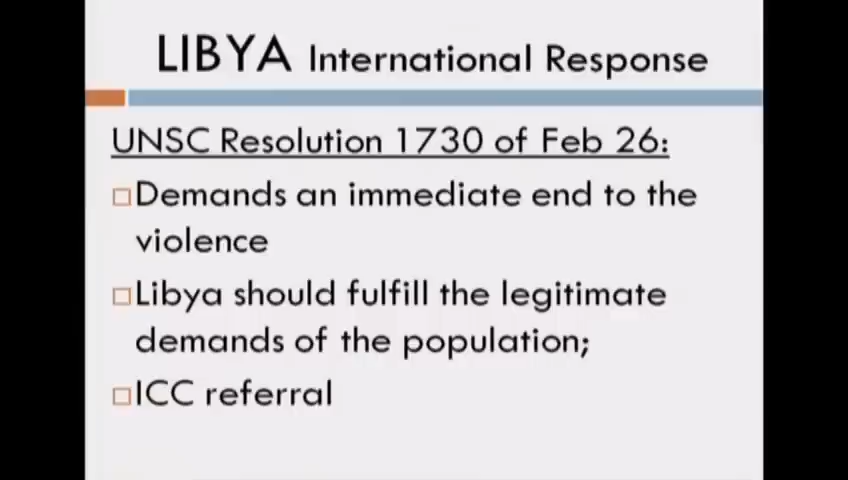 LIBYA International Response
UNSC Resolution 1730 of Feb 26:
Demands an immediate end to the
violence
Libya should fulfill the legitimate
demands of the population;
ICC referral